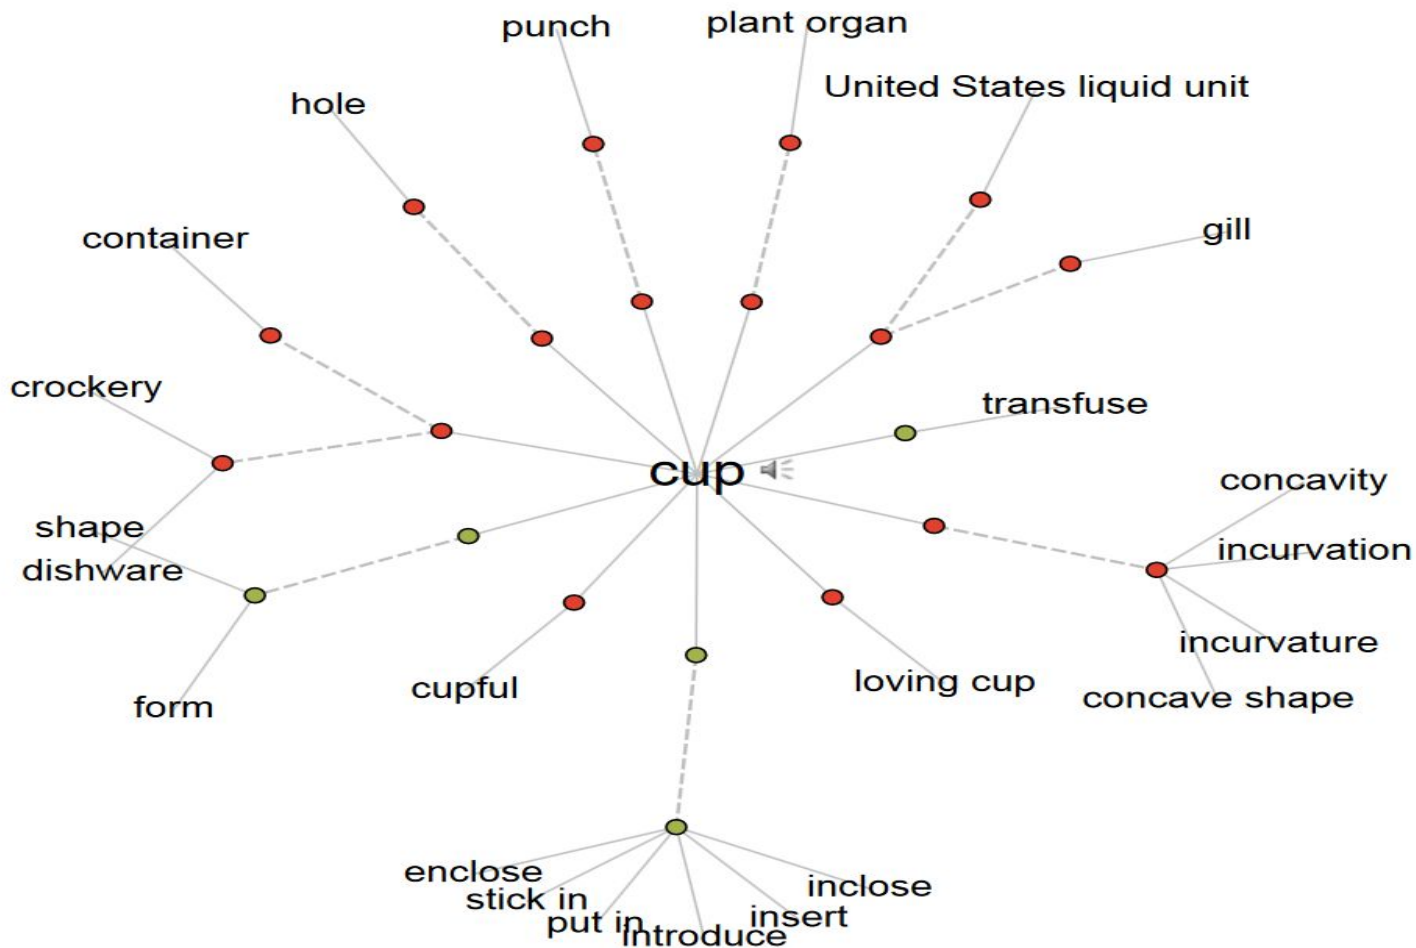 punch
plant organ
United States liquid unit
hole
gill
container
crockery
transfuse
cup
concavity
shape
incurvation
dishware
incurvature
cupful
loving cup
concave shape
form
enclose
inclose
stick in
insert
put in
introduce